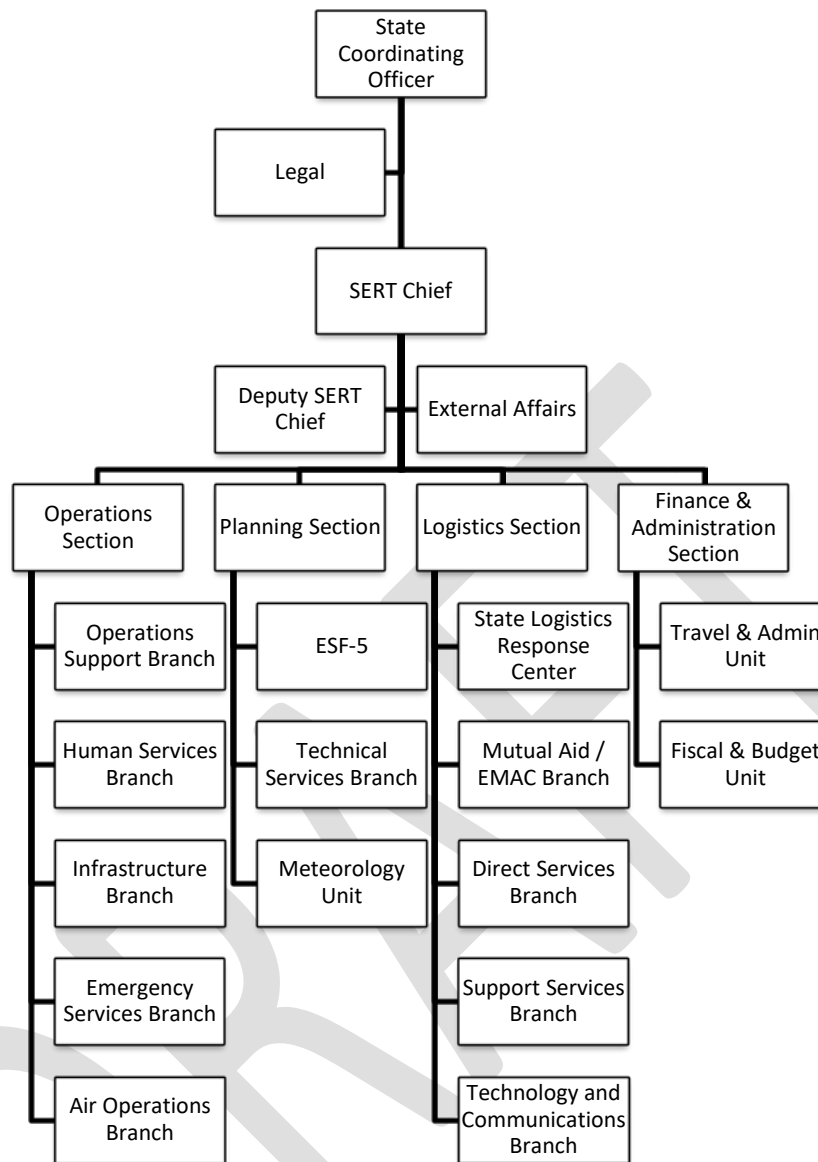 State
Coordinating
Officer
Legal
SERT Chief
Deputy SERT
Chief
External Affairs
Operations
Section
Planning Section
Logistics Section
Finance &
Administration
Section
Operations
Support Branch
ESF-5
State Logistics
Response
Center
Travel & Admin
Unit
Human Services
Branch
Technical
Services Branch
Mutual Aid /
EMAC Branch
Fiscal & Budget
Unit
Infrastructure
Branch
Meteorology
Unit
Direct Services
Branch
Emergency
Services Branch
Support Services
Branch
Air Operations
Branch
Technology and
Communications
Branch
DRAFT